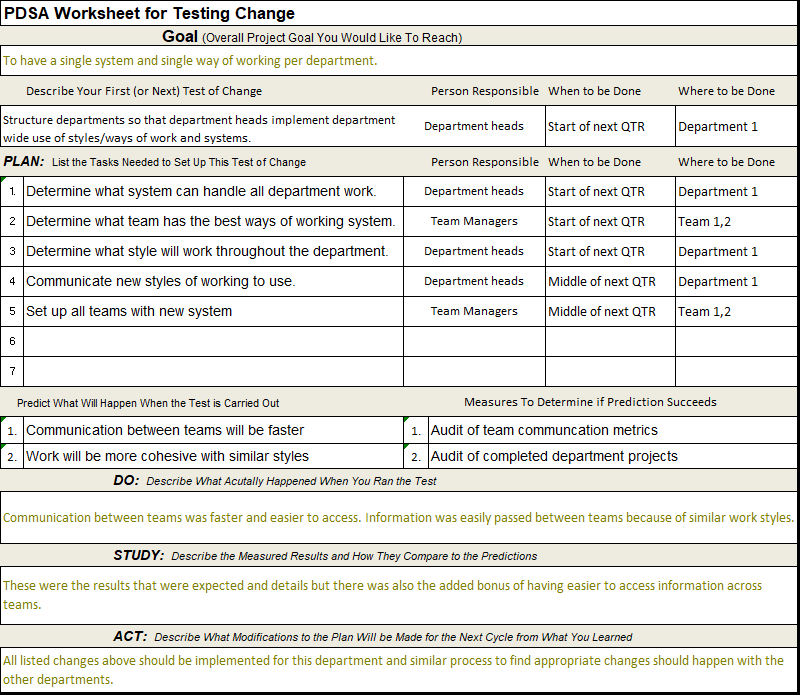 PDSA Worksheet for Testing Change
Goal (Overall Project Goal You Would Like To Reach)
To have a single system and single way of working per department.
Describe Your First (or Next) Test of Change Person Responsible When to be Done Where to be Done
Structure departments so that department heads implement department
wide use of styles/ways of work and systems.
Department heads Start of next QTR Department 1
PLAN: List the Tasks Needed to Set Up This Test of Change Person Responsible When to be Done Where to be Done
1. Determine what system can handle all department work. Department heads Start of next QTR Department 1
2 Determine what team has the best ways of working system. Team Managers Start of next QTR Team 1,2
3 Determine what style will work throughout the department. Department heads Start of next QTR Department 1
4 Communicate new styles of working to use. Department heads Middle of next QTR Department 1
5 Set up all teams with new system Team Managers Middle of next QTR Team 1,2
6
7
Predict What Will Happen When the Test is Carried Out Measures To Determine if Prediction Succeeds
1. Communication between teams will be faster 1. Audit of team communcation metrics
2. Work will be more cohesive with similar styles 2. Audit of completed department projects
DO: Describe What Acutally Happened When You Ran the Test
Communication between teams was faster and easier to access. Information was easily passed between teams because of similar work styles.
STUDY: Describe the Measured Results and How They Compare to the Predictions
These were the results that were expected and details but there was also the added bonus of having easier to access information across
teams.
ACT: Describe What Modifications to the Plan Will be Made for the Next Cycle from What You Learned
All listed changes above should be implemented for this department and similar process to find appropriate changes should happen with the
other departments.